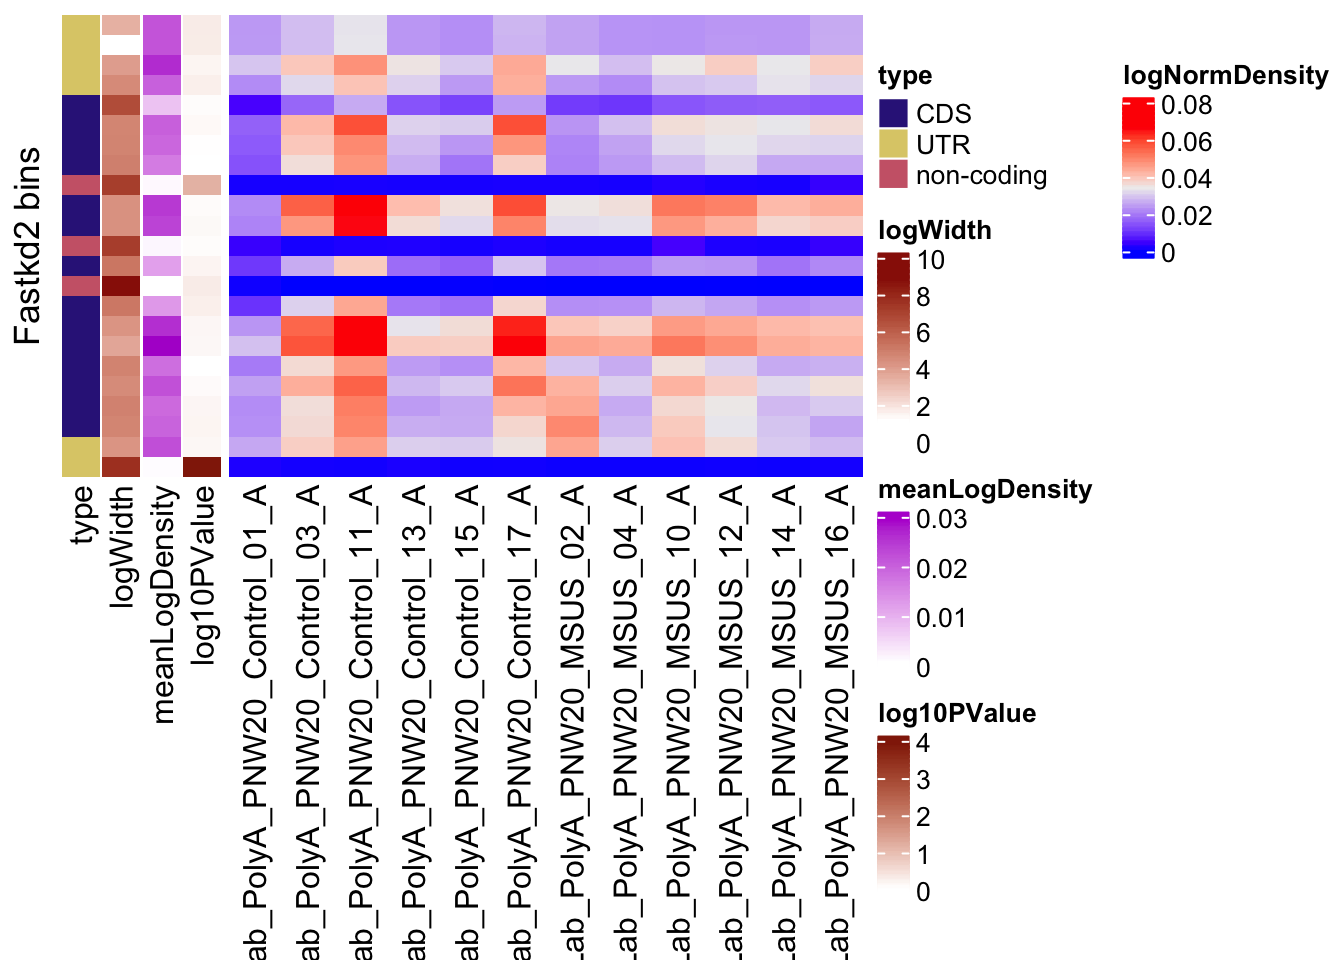 Fastkd2 bins
type
logWidth
meanLogDensity
log10PValue
ab_PolyA_PNW20_Control_01_A
ab_PolyA_PNW20_Control_03_A
ab_PolyA_PNW20_Control_11_A
ab_PolyA_PNW20_Control_13_A
ab_PolyA_PNW20_Control_15_A
ab_PolyA_PNW20_Control_17_A
ab_PolyA_PNW20_MSUS_02_A
ab_PolyA_PNW20_MSUS_04_A
ab_PolyA_PNW20_MSUS_10_A
ab_PolyA_PNW20_MSUS_12_A
ab_PolyA_PNW20_MSUS_14_A
ab_PolyA_PNW20_MSUS_16_A
type
CDS
UTR
non-coding
logWidth
10
8
6
4
2
0
meanLogDensity
0.03
0.02
0.01
0
log10PValue
4
3
2
1
0
logNormDensity
0.08
0.06
0.04
0.02
0